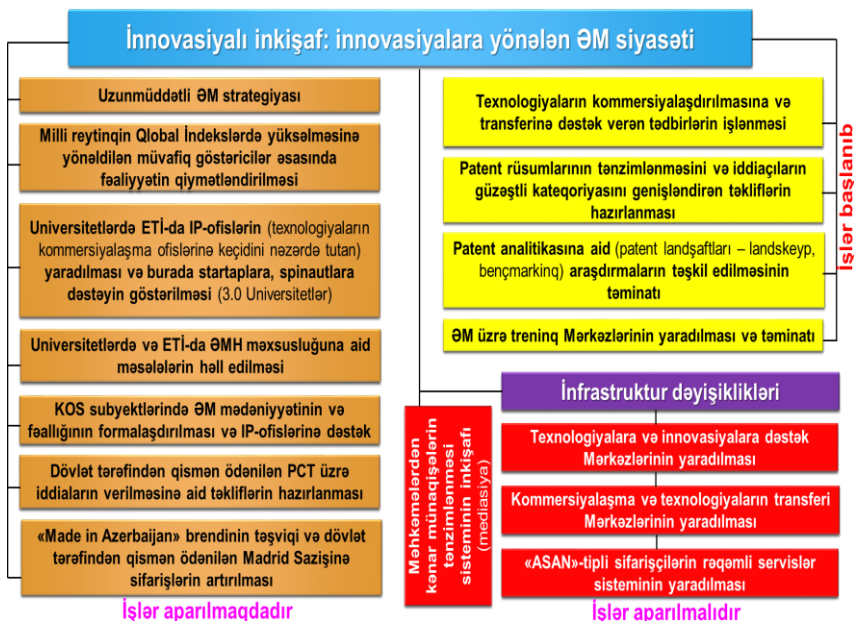 İnnovasiyalı inkişaf: innovasiyalara yönələn ƏM siyasəti
Uzunmüddətli ƏM strategiyası
Milli reytinqin Qlobal İndekslərdə yüksəlməsinə
yönəldilən müvafiq göstəricilər əsasında
fəaliyyətin qiymətləndirilməsi
Universitetlərdə ETİ-da IP-ofislərin (texnologiyaların
kommersiyalaşma ofislərinə keçidini nəzərdə tutan)
yaradılması və burada startaplara, spinautlara
dəstəyin göstərilməsi (3.0 Universitetlər)
Universitetlərdə və ETİ-da ƏMH məxsusluğuna aid
məsələlərin həll edilməsi
KOS subyektlərində ƏM mədəniyyətinin və
fəallığının formalaşdırılması və IP-ofislərinə dəstək
Dövlət tərəfindən qismən ödənilən PCT üzrə
iddiaların verilməsinə aid təkliflərin hazırlanması
«Made in Azerbaijan» brendinin təşviqi və dövlət
tərəfindən qismən ödənilən Madrid Sazişinə
sifarişlərin artırılması
İşlər aparılmaqdadır
Texnologiyaların kommersiyalaşdırılmasına və
transferinə dəstək verən tədbirlərin işlənməsi
Patent rüsumlarının tənzimlənməsini və iddiaçıların
güzəştli kateqoriyasını genişləndirən təkliflərin
hazırlanması
Patent analitikasına aid (patent landşaftları – landskeyp,
bençmarkinq) araşdırmaların təşkil edilməsinin
təminatı
ƏM üzrə treninq Mərkəzlərinin yaradılması və təminatı
İşlər başlanıb
Məhkəmələrdən
kənar münaqişələrin
tənzimlənməsi
sisteminin inkişafı
(mediasiya)
İnfrastruktur dəyişiklikləri
Texnologiyalara və innovasiyalara dəstək
Mərkəzlərinin yaradılması
Kommersiyalaşma və texnologiyaların transferi
Mərkəzlərinin yaradılması
«ASAN»-tipli sifarişçilərin rəqəmli servislər
sisteminin yaradılması
İşlər aparılmalıdır